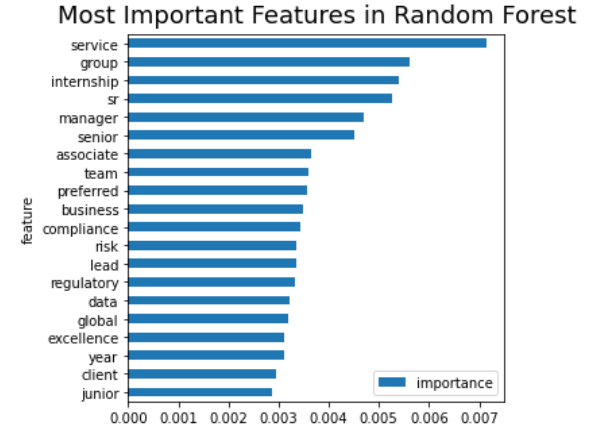 Most Important Features in Random Forest
service
group
internship
sr
manager
senior
associate
team
preferred
business
compliance
risk
lead
regulatory
data
global
excellence
year
client
junior
feature
importance
0.000 0.001 0.002 0.003 0.004 0.005 0.006 0.007